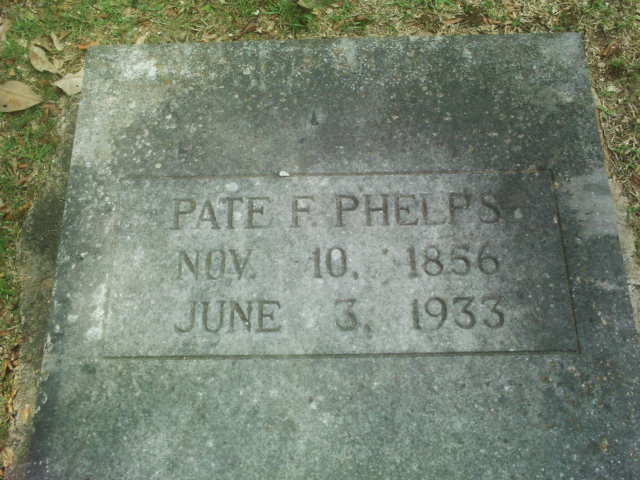 PATE F. PHELPS
NOV. 10, 1856
JUNE 3, 1933